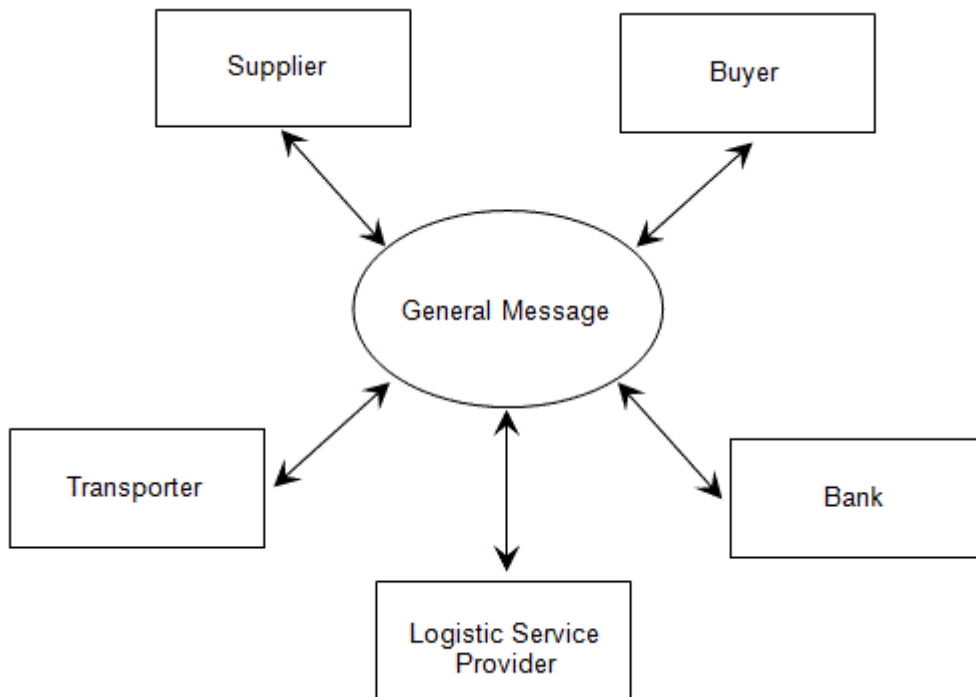 Supplier
Buyer
General Message
Transporter
Bank
Logistic Service
Provider